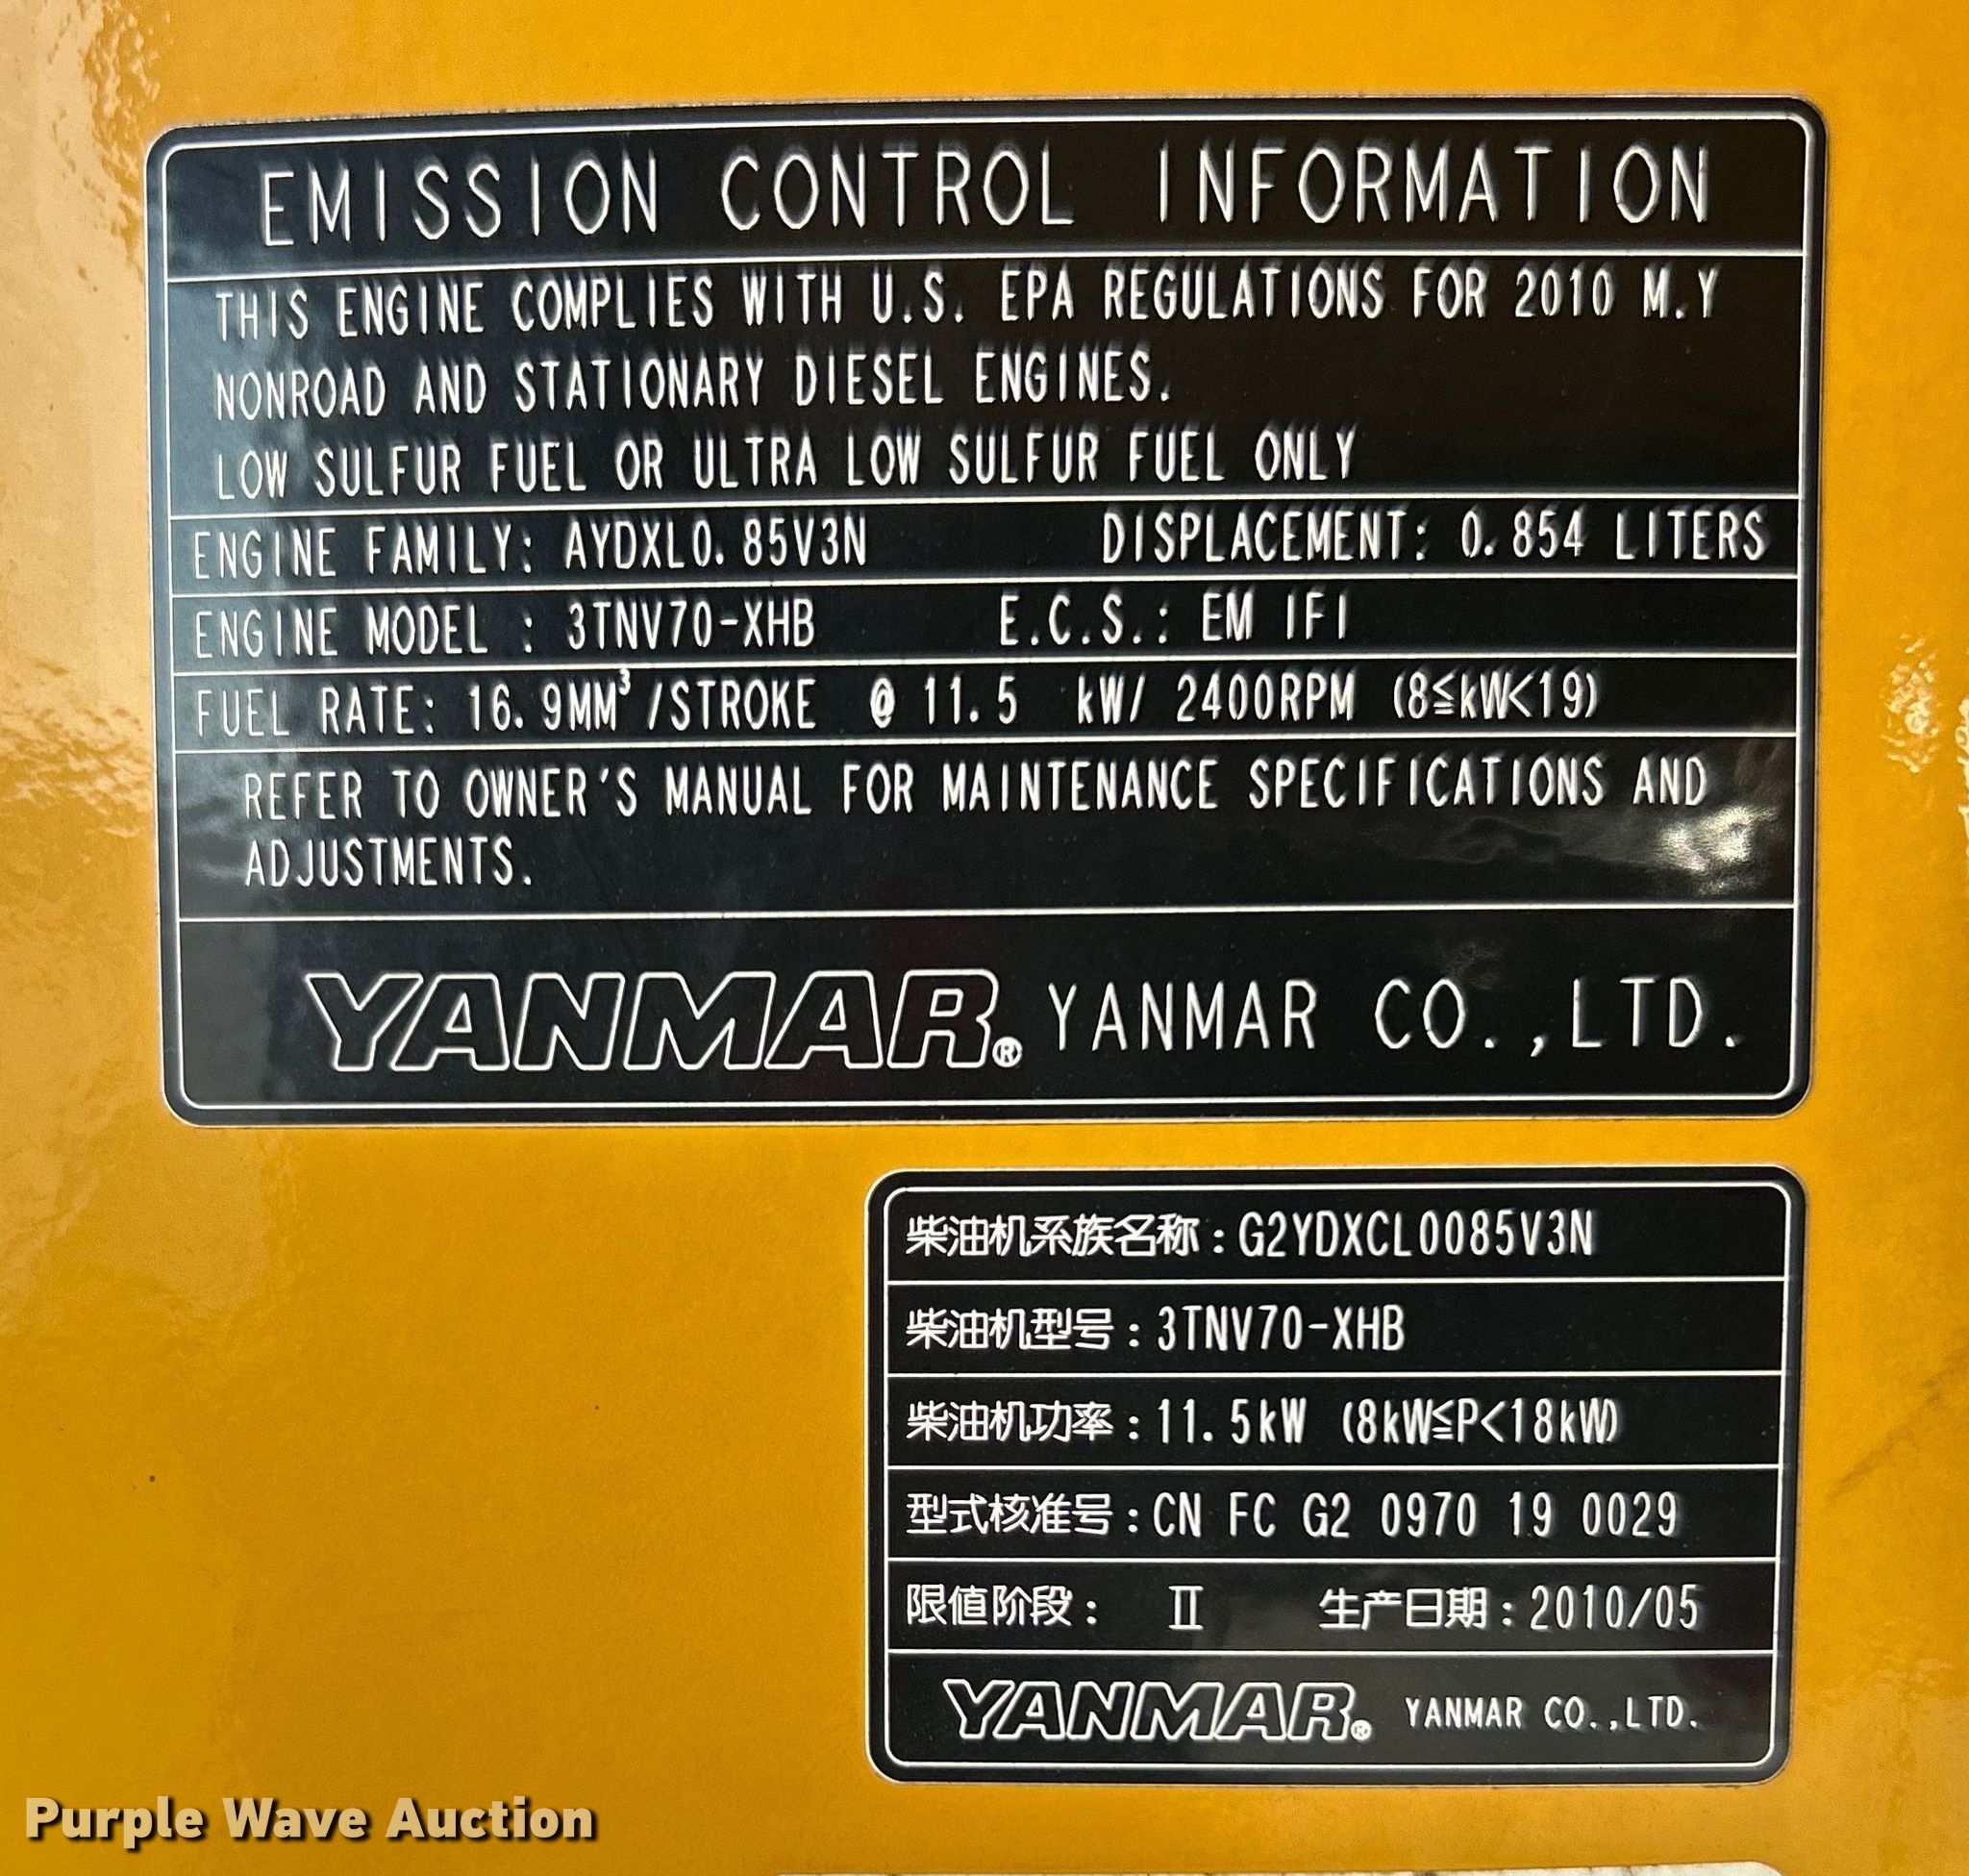 EMISSION CONTROL INFORMATION
THIS ENGINE COMPLIES WITH U.S. EPA REGULATIONS FOR 2010 M.Y
NONROAD AND STATIONARY DIESEL ENGINES.
LOW SULFUR FUEL OR ULTRA LOW SULFUR FUEL ONLY
ENGINE FAMILY: AYDXL0.85V3N DISPLACEMENT: 0.854 LITERS
ENGINE MODEL : 3TNV70-XHB E.C.S.: EM IFI
FUEL RATE: 16.9MM³/STROKE @ 11.5 kW/ 2400RPM (8≦kW<19)
REFER TO OWNER'S MANUAL FOR MAINTENANCE SPECIFICATIONS AND
ADJUSTMENTS.
YANMAR® YANMAR CO.,LTD.
柴油机系族名称:G2YDXCL0085V3N
柴油机型号:3TNV70-XHB
柴油机功率:11.5kW (8kW≦P<18kW)
型式核准号:CN FC G2 0970 19 0029
限值阶段: Ⅱ 生产日期:2010/05
YANMAR® YANMAR CO.,LTD.
Purple Wave Auction